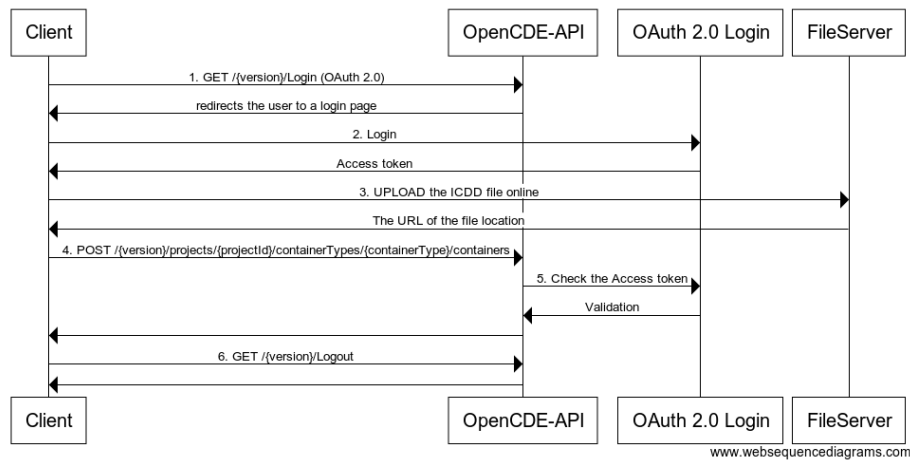 Client OpenCDE-API OAuth 2.0 Login FileServer
1. GET /{version}/Login (OAuth 2.0)
redirects the user to a login page
2. Login
Access token
3. UPLOAD the ICDD file online
The URL of the file location
4. POST /{version}/projects/{projectId}/containerTypes/{containerType}/containers
5. Check the Access token
Validation
6. GET /{version}/Logout
Client OpenCDE-API OAuth 2.0 Login FileServer
www.websequencediagrams.com